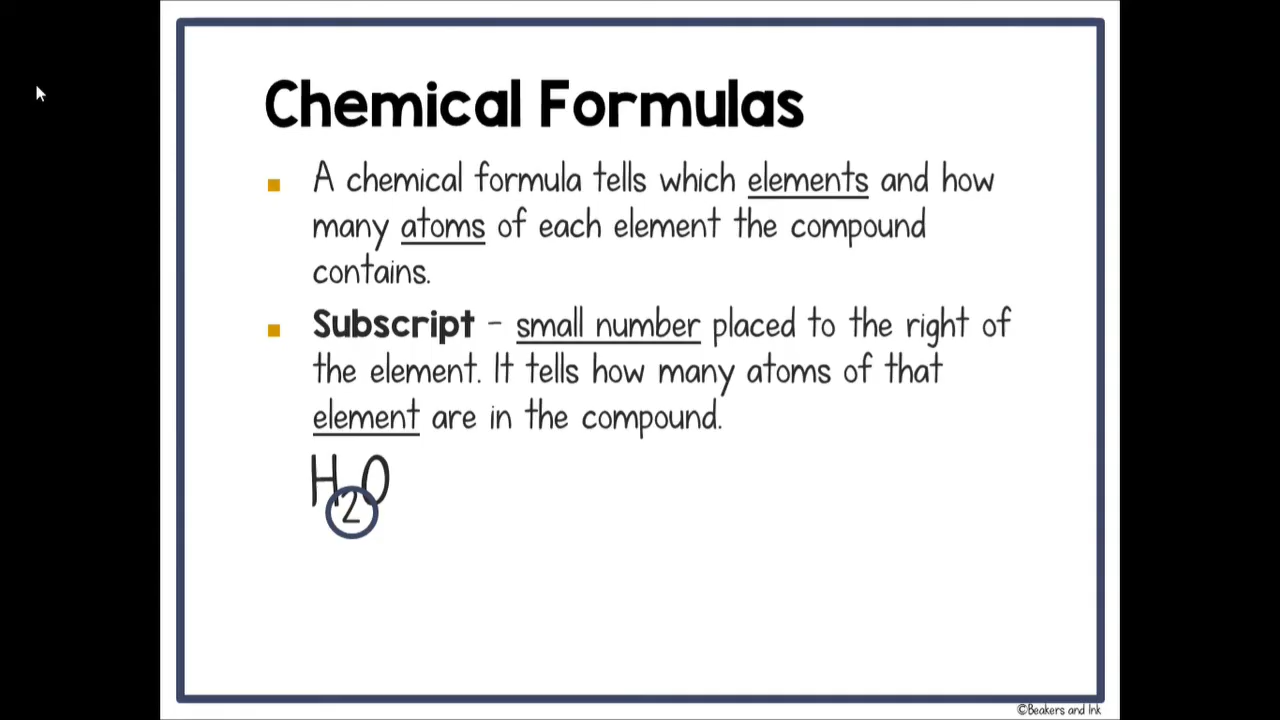 Chemical Formulas
A chemical formula tells which elements and how
many atoms of each element the compound
contains.
Subscript - small number placed to the right of
the element. It tells how many atoms of that
element are in the compound.
H₂O
©Beakers and Ink